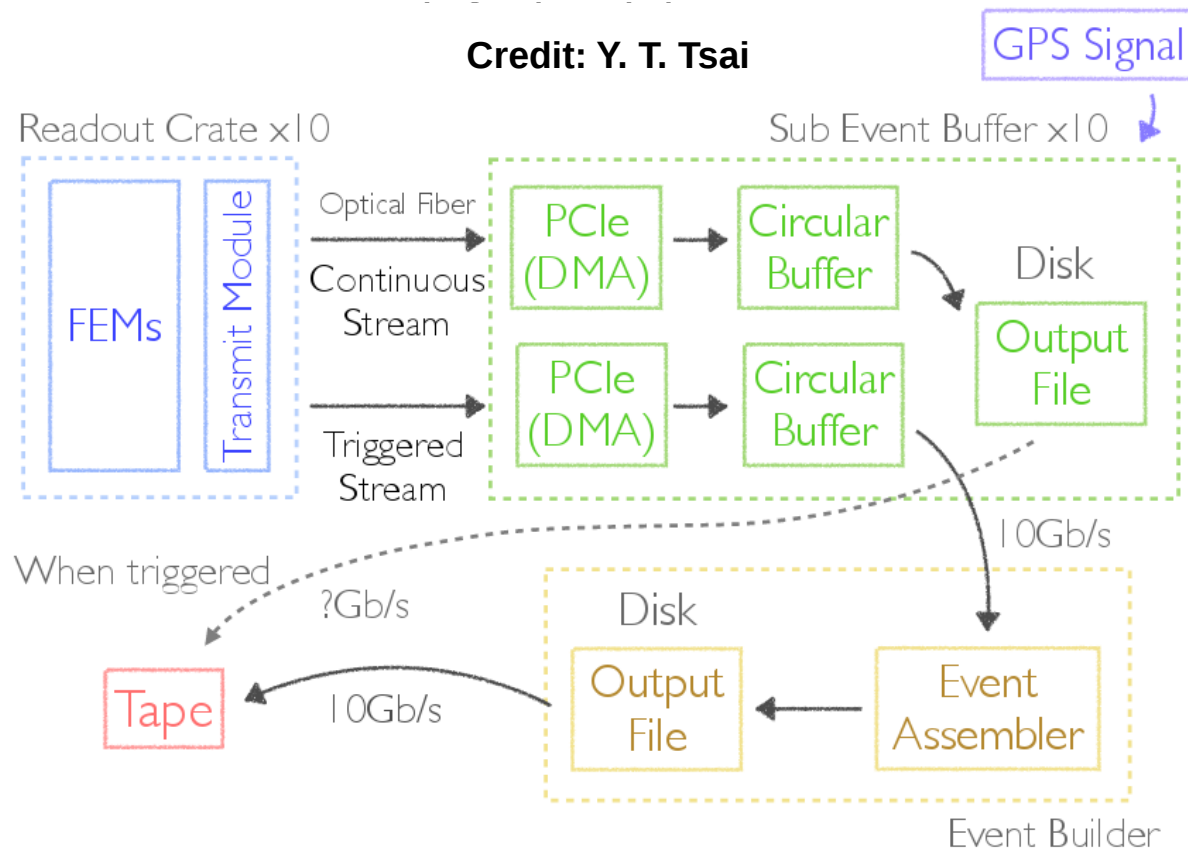 Credit: Y. T. Tsai
GPS Signal
Readout Crate x10
Sub Event Buffer x10
FEMs
Transmit Module
Optical Fiber
Continuous
Stream
Triggered
Stream
PCIe
(DMA)
Circular
Buffer
Disk
Output
File
PCIe
(DMA)
Circular
Buffer
10Gb/s
When triggered
?Gb/s
Disk
Output
File
Event
Assembler
10Gb/s
Tape
Event Builder